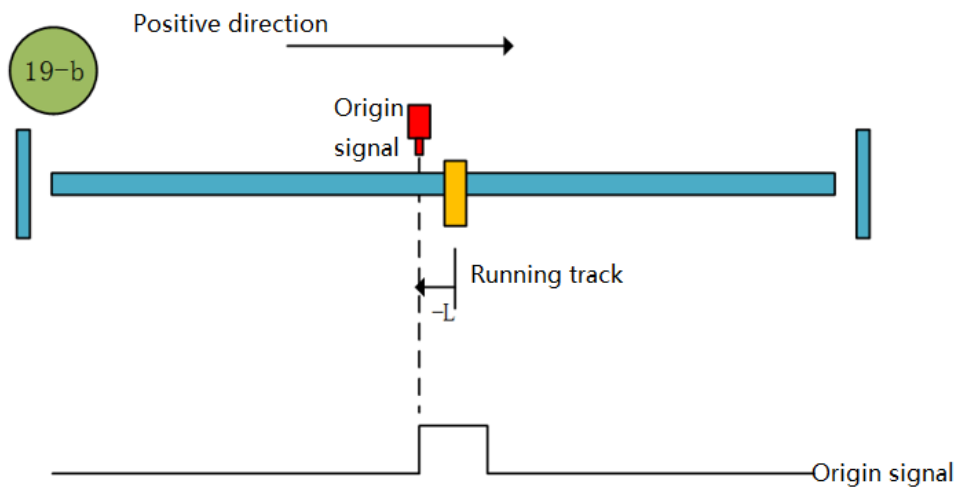 Positive direction
19-b
Origin
signal
Running track
-L
Origin signal